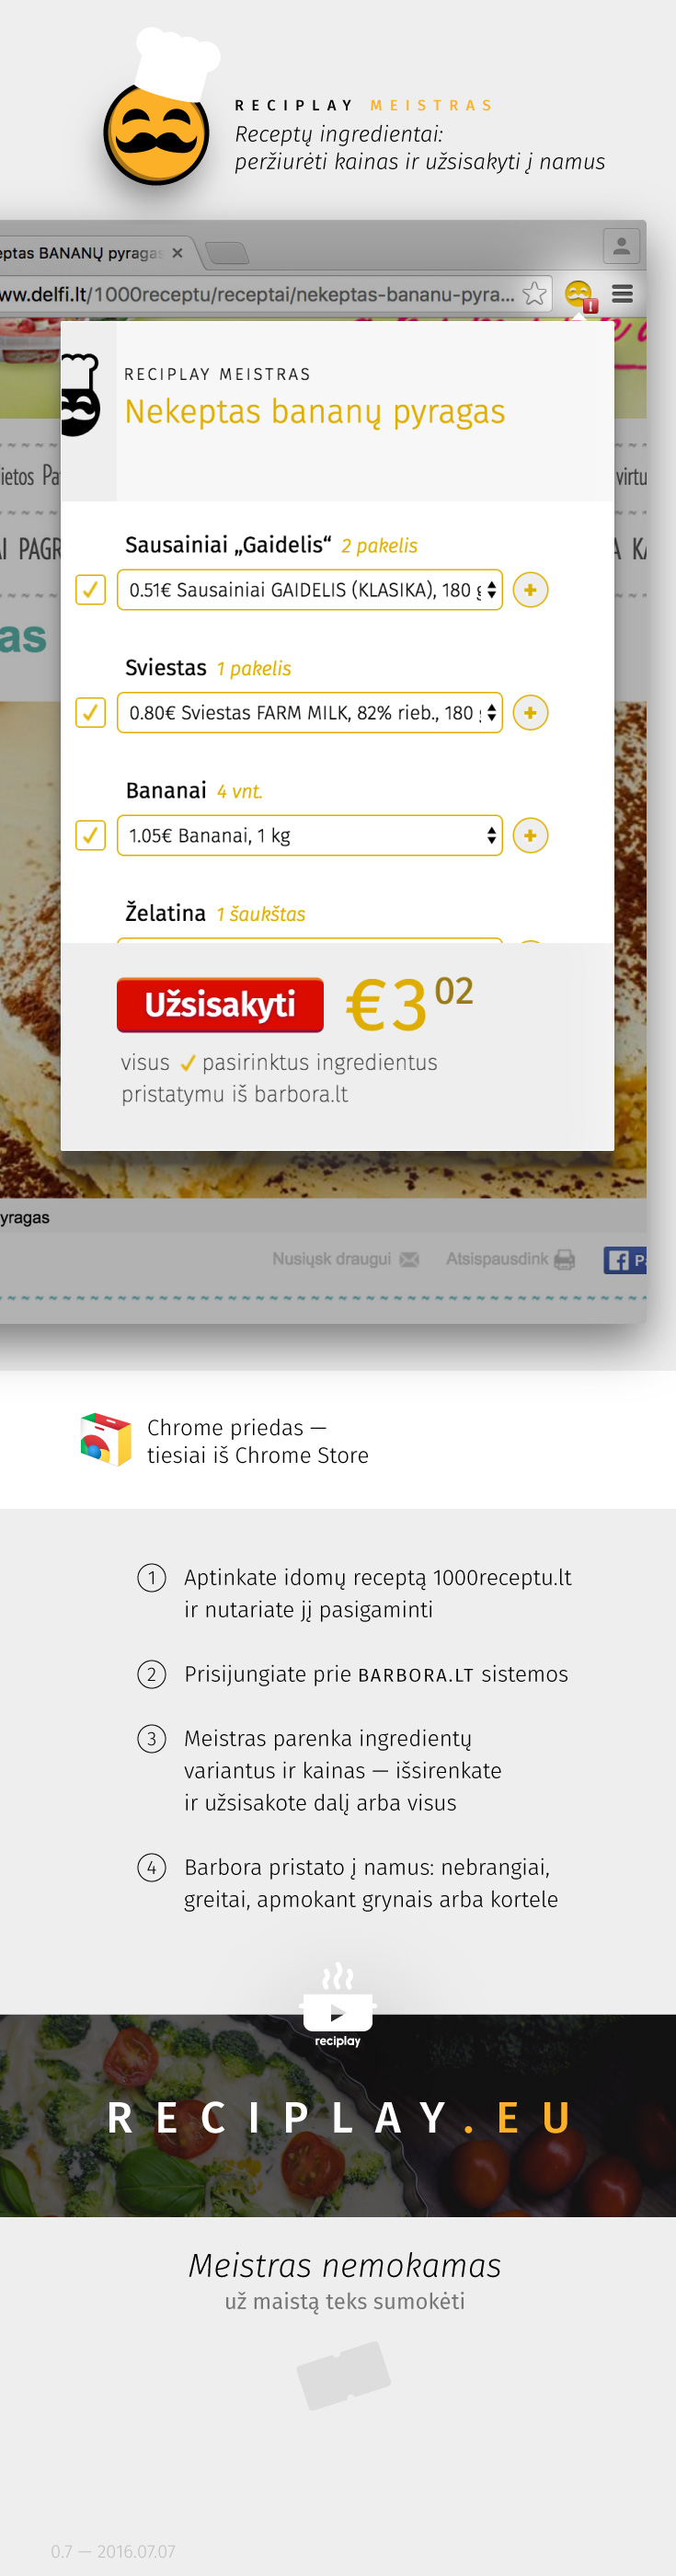 RECIPLAY MEISTRAS
Receptų ingredientai:
peržiurėti kainas ir užsisakyti į namus
eptas BANANŲ pyragas
ww.delfi.lt/1000receptu/receptai/nekeptas-bananu-pyra...
RECIPLAY MEISTRAS
Nekeptas bananų pyragas
ietos Pa
virtu
I PAGR
A K
as
Sausainiai „Gaidelis“ 2 pakelis
0.51€ Sausainiai GAIDELIS (KLASIKA), 180 g
Sviestas 1 pakelis
0.80€ Sviestas FARM MILK, 82% rieb., 180
Bananai 4 vnt.
1.05€ Bananai, 1 kg
Želatina 1 šaukštas
Užsisakyti €3 02
visus ✓ pasirinktus ingredientus
pristatymu iš barbora.lt
yragas
Nusiųsk draugui Atsispausdink
Chrome priedas —
tiesiai iš Chrome Store
1 Aptinkate idomų receptą 1000receptu.lt
ir nutariate jį pasigaminti
2 Prisijungiate prie BARBORA.LT sistemos
3 Meistras parenka ingredientų
variantus ir kainas — išsirenkate
ir užsisakote dalį arba visus
4 Barbora pristato į namus: nebrangiai,
greitai, apmokant grynais arba kortele
reciplay
RECIPLAY.EU
Meistras nemokamas
už maistą teks sumokėti
0.7 — 2016.07.07